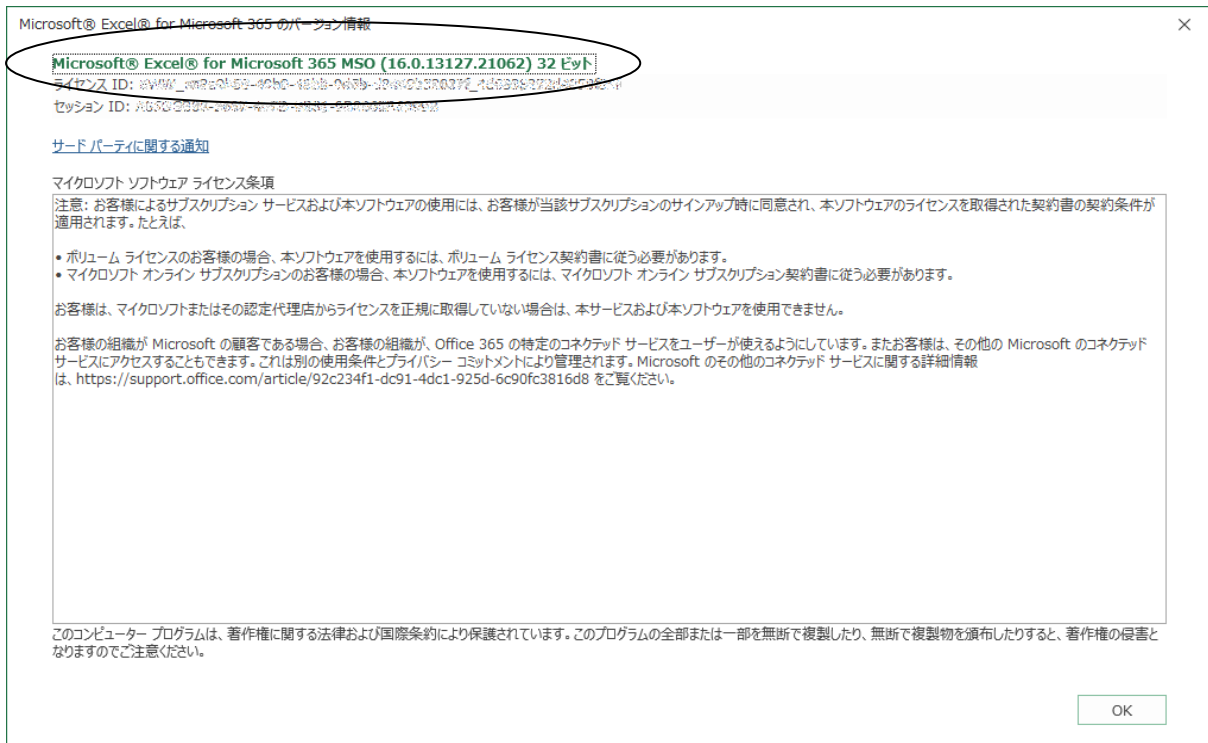 Microsoft® Excel® for Microsoft 365 のバージョン情報
Microsoft® Excel® for Microsoft 365 MSO (16.0.13127.21062) 32 ビット
ライセンス ID:
セッション ID:
サード パーティに関する通知
マイクロソフト ソフトウェア ライセンス条項
注意: お客様によるサブスクリプション サービスおよび本ソフトウェアの使用には、お客様が当該サブスクリプションのサインアップ時に同意され、本ソフトウェアのライセンスを取得された契約書の契約条件が
適用されます。たとえば、
• ボリューム ライセンスのお客様の場合、本ソフトウェアを使用するには、ボリューム ライセンス契約書に従う必要があります。
• マイクロソフト オンライン サブスクリプションのお客様の場合、本ソフトウェアを使用するには、マイクロソフト オンライン サブスクリプション契約書に従う必要があります。
お客様は、マイクロソフトまたはその認定代理店からライセンスを正規に取得していない場合は、本サービスおよび本ソフトウェアを使用できません。
お客様の組織が Microsoft の顧客である場合、お客様の組織が、Office 365 の特定のコネクテッド サービスをユーザーが使えるようにしています。またお客様は、その他の Microsoft のコネクテッド
サービスにアクセスすることもできます。これは別の使用条件とプライバシー コミットメントにより管理されます。Microsoft のその他のコネクテッド サービスに関する詳細情報
は、https://support.office.com/article/92c234f1-dc91-4dc1-925d-6c90fc3816d8 をご覧ください。
このコンピューター プログラムは、著作権に関する法律および国際条約により保護されています。このプログラムの全部または一部を無断で複製したり、無断で複製物を頒布したりすると、著作権の侵害と
なりますのでご注意ください。
OK